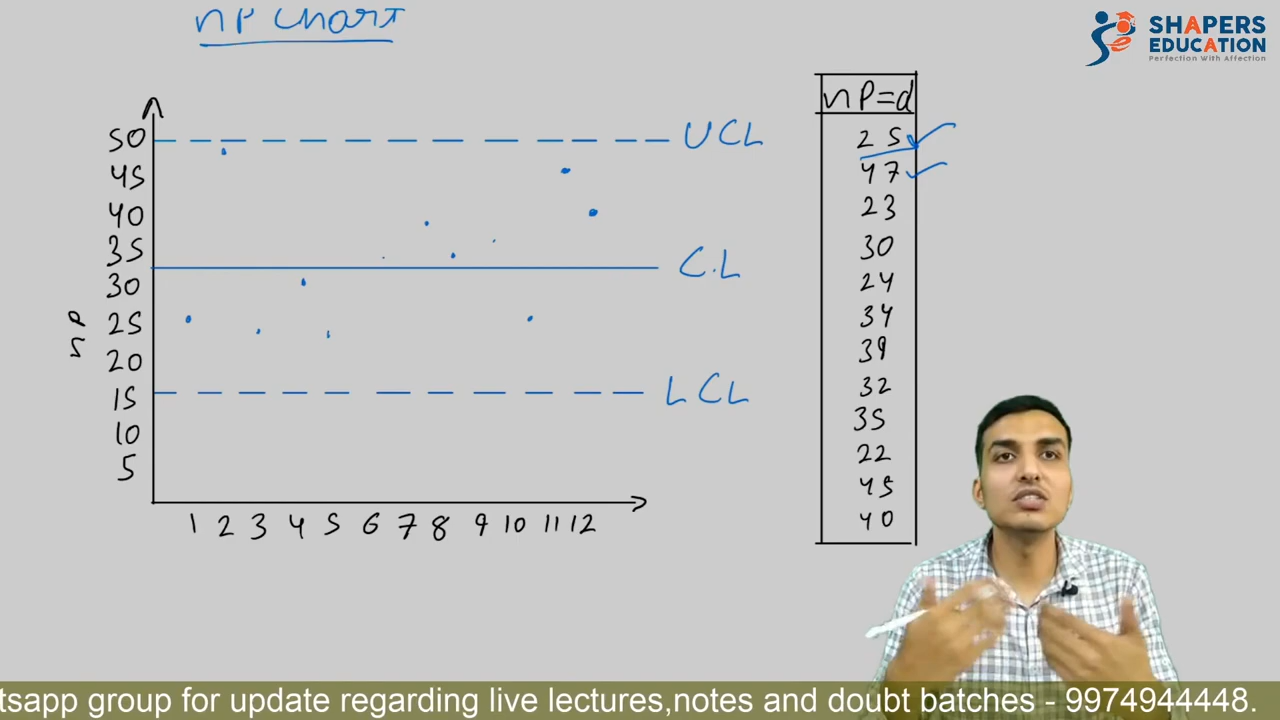 nP Chart
SHAPERS
EDUCATION
Perfection With Affection
nP=d
25
47
23
30
24
34
39
32
35
22
45
40
50
45
40
35
30
25
20
15
10
5
nP
UCL
C.L
LCL
1 2 3 4 5 6 7 8 9 10 11 12
tsapp group for update regarding live lectures,notes and doubt batches - 9974944448.